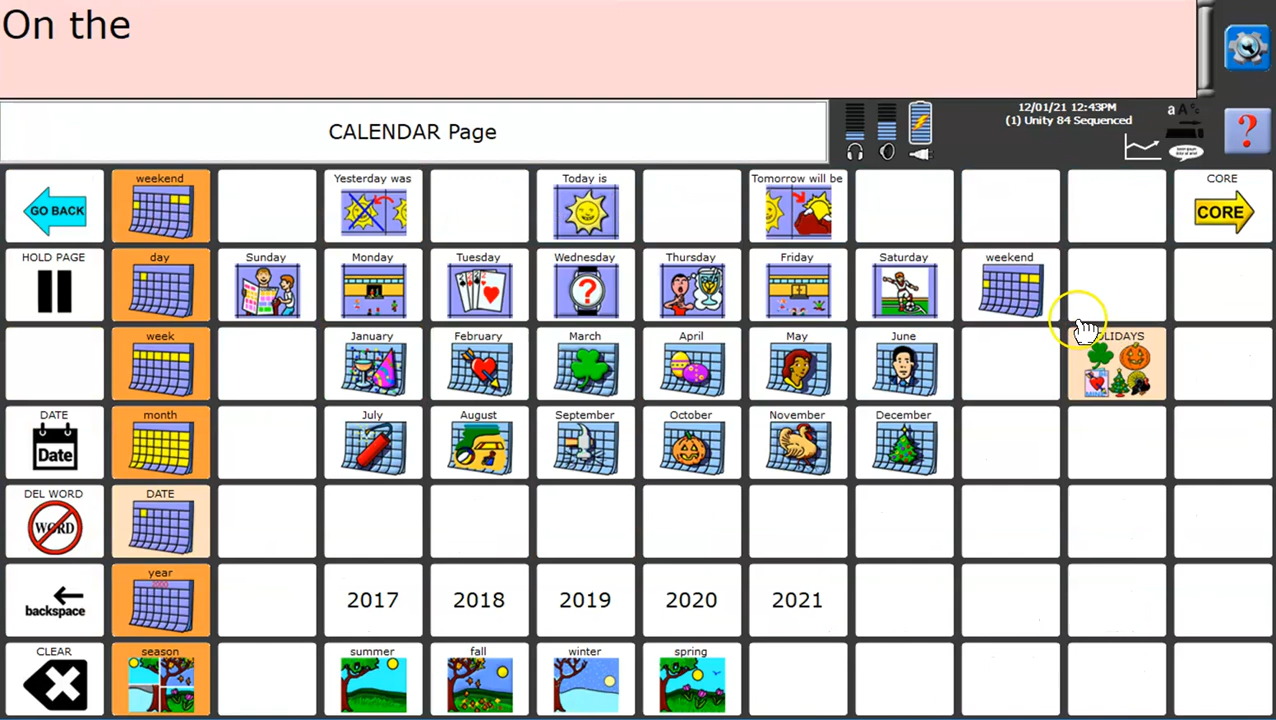 On the
CALENDAR Page
12/01/21 12:43PM
(1) Unity 84 Sequenced
GO BACK
weekend
Yesterday was
Today is
Tomorrow will be
CORE
CORE
HOLD PAGE
day
Sunday
Monday
Tuesday
Wednesday
Thursday
Friday
Saturday
weekend
week
January
February
March
April
May
June
OLIDAYS
DATE
Date
month
July
August
September
October
November
December
DEL WORD
WORD
DATE
backspace
year
2017
2018
2019
2020
2021
CLEAR
season
summer
fall
winter
spring